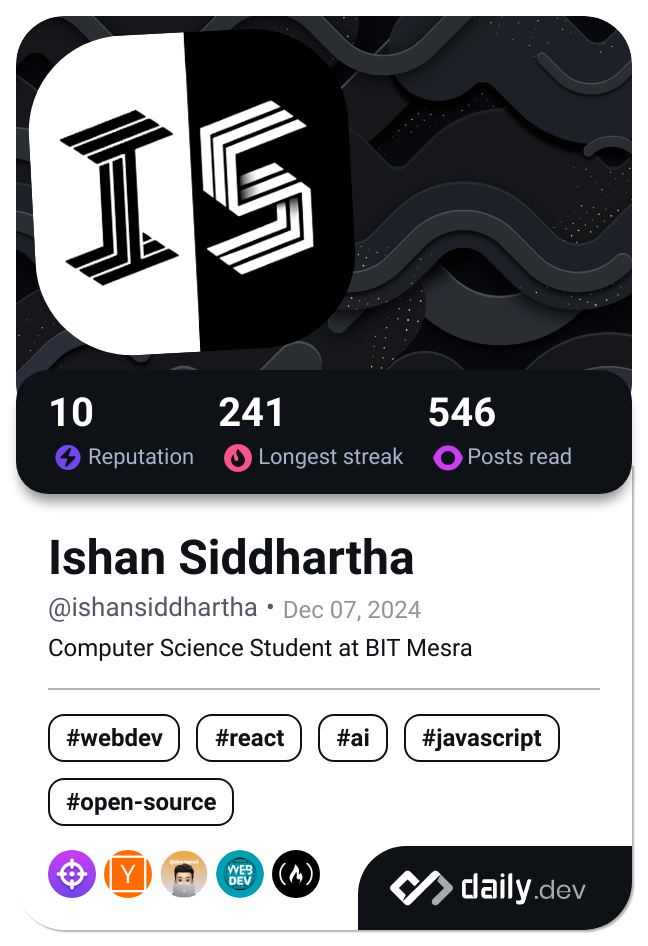 IS
10 241 546
Reputation Longest streak Posts read
Ishan Siddhartha
@ishansiddhartha • Dec 07, 2024
Computer Science Student at BIT Mesra
#webdev #react #ai #javascript
#open-source
Y WEB DEV
daily.dev